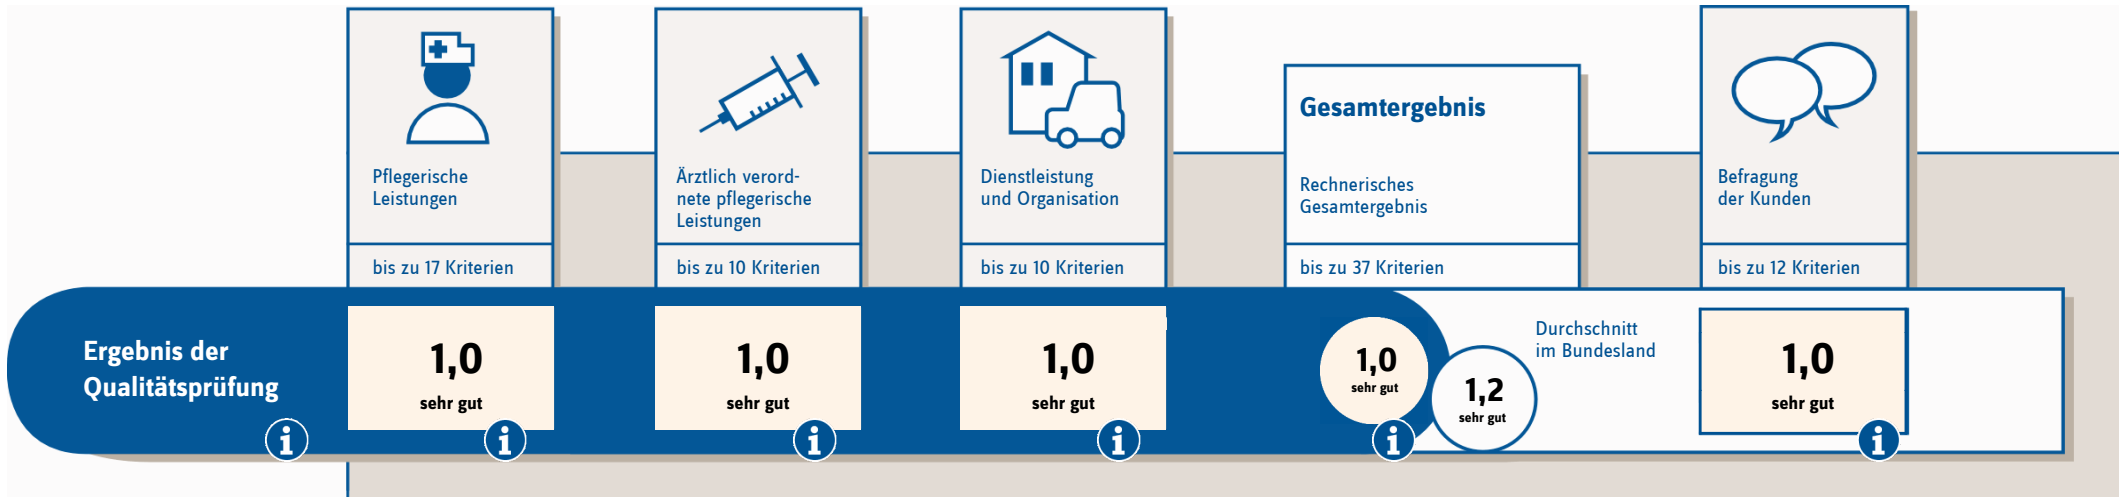 Pflegerische
Leistungen
bis zu 17 Kriterien
Ärztlich verord-
nete pflegerische
Leistungen
bis zu 10 Kriterien
Dienstleistung
und Organisation
bis zu 10 Kriterien
Gesamtergebnis
Rechnerisches
Gesamtergebnis
bis zu 37 Kriterien
Befragung
der Kunden
bis zu 12 Kriterien
Ergebnis der
Qualitätsprüfung
i
1,0
sehr gut
i
1,0
sehr gut
i
1,0
sehr gut
i
1,0
sehr gut
i
1,2
sehr gut
Durchschnitt
im Bundesland
1,0
sehr gut
i